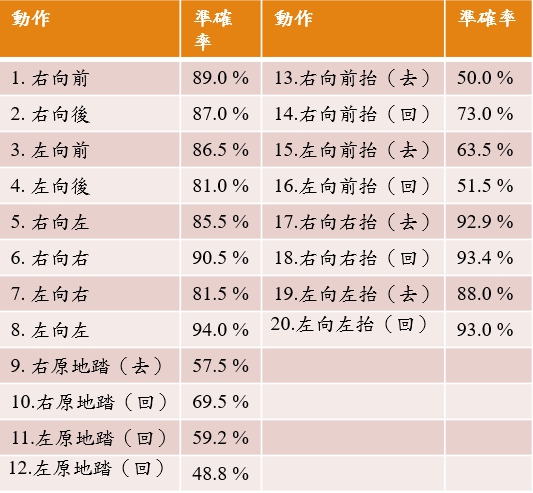 動作 準確率 動作 準確率
1. 右向前 89.0 % 13.右向前抬（去） 50.0 %
2. 右向後 87.0 % 14.右向前抬（回） 73.0 %
3. 左向前 86.5 % 15.左向前抬（去） 63.5 %
4. 左向後 81.0 % 16.左向前抬（回） 51.5 %
5. 右向左 85.5 % 17.右向右抬（去） 92.9 %
6. 右向右 90.5 % 18.右向右抬（回） 93.4 %
7. 左向右 81.5 % 19.左向左抬（去） 88.0 %
8. 左向左 94.0 % 20.左向左抬（回） 93.0 %
9. 右原地踏（去） 57.5 %
10.右原地踏（回） 69.5 %
11.左原地踏（回） 59.2 %
12.左原地踏（回） 48.8 %